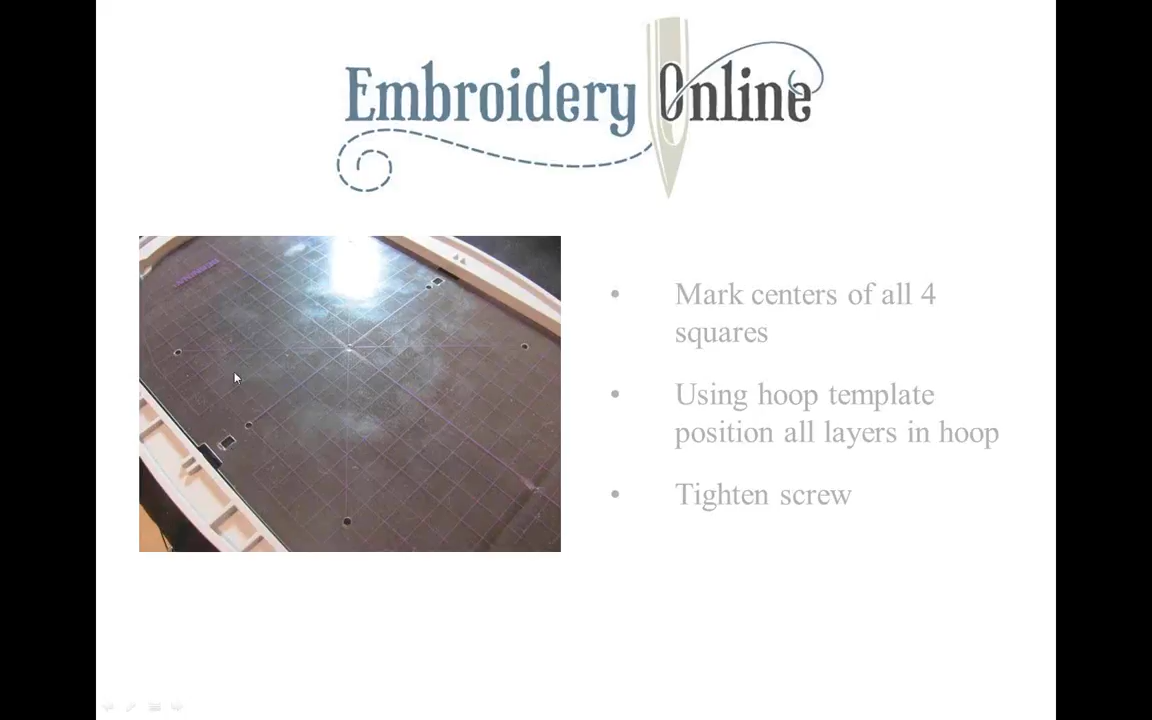 Embroidery Online
• Mark centers of all 4
squares
• Using hoop template
position all layers in hoop
• Tighten screw